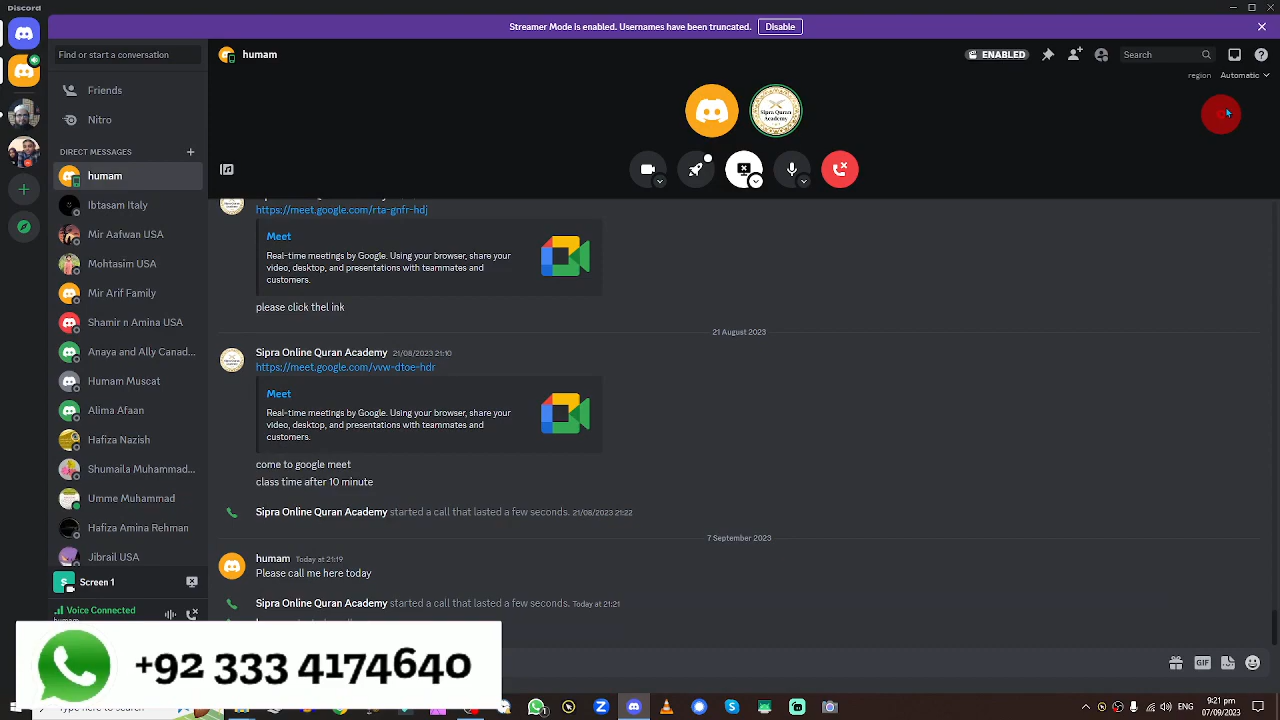 Discord
Streamer Mode is enabled. Usernames have been truncated. Disable
Find or start a conversation
humam
ENABLED
Search
region Automatic
Friends
Nitro
DIRECT MESSAGES
humam
Ibtasam Italy
Mir Aafwan USA
Mohtasim USA
Mir Arif Family
Shamir n Amina USA
Anaya and Ally Canad...
Humam Muscat
Alima Afaan
Hafiza Nazish
Shumaila Muhammad...
Umme Muhammad
Hafiza Amina Rehman
Jibrail USA
Screen 1
Voice Connected
humam
Sipra Quran
Academy
https://meet.google.com/rta-gnfr-hdj
Meet
Real-time meetings by Google. Using your browser, share your
video, desktop, and presentations with teammates and
customers.
please click thel ink
21 August 2023
Sipra Online Quran Academy 21/08/2023 21:10
https://meet.google.com/vvw-dtoe-hdr
Meet
Real-time meetings by Google. Using your browser, share your
video, desktop, and presentations with teammates and
customers.
come to google meet
class time after 10 minute
Sipra Online Quran Academy started a call that lasted a few seconds. 21/08/2023 21:22
7 September 2023
humam Today at 21:19
Please call me here today
Sipra Online Quran Academy started a call that lasted a few seconds. Today at 21:21
GIF
+92 333 4174640
ENG
9:21 pm
07/09/2023